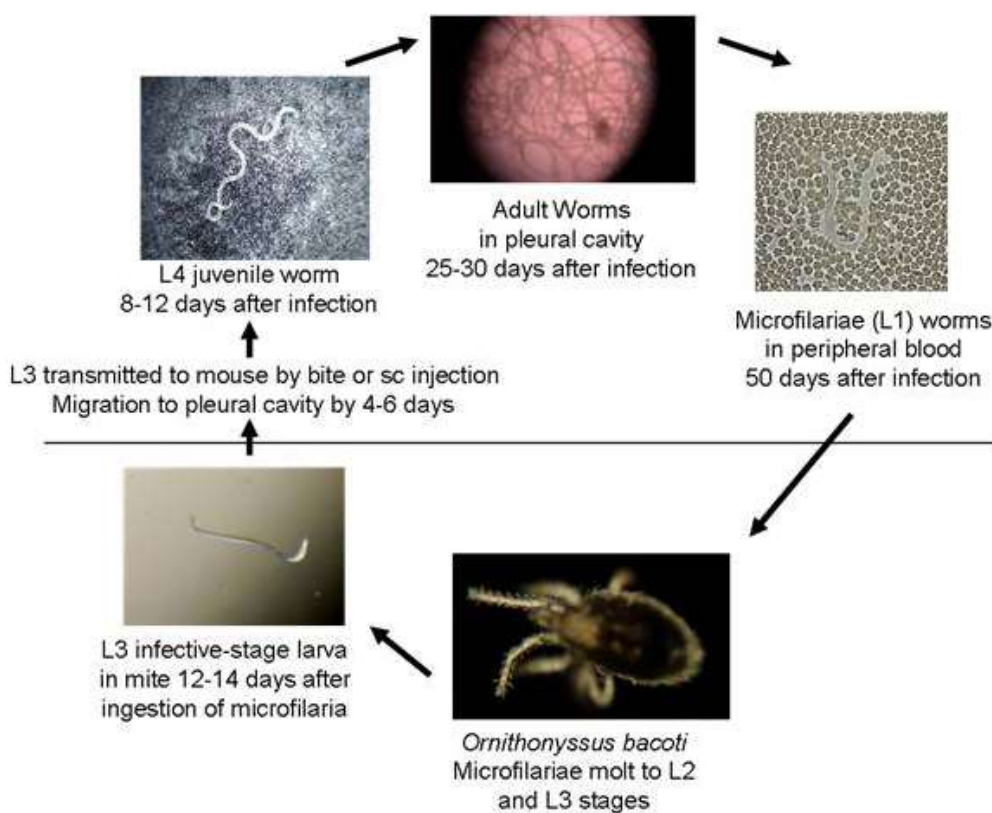 Adult Worms
in pleural cavity
25-30 days after infection
L4 juvenile worm
8-12 days after infection
Microfilariae (L1) worms
in peripheral blood
50 days after infection
L3 transmitted to mouse by bite or sc injection
Migration to pleural cavity by 4-6 days
L3 infective-stage larva
in mite 12-14 days after
ingestion of microfilaria
Ornithonyssus bacoti
Microfilariae molt to L2
and L3 stages